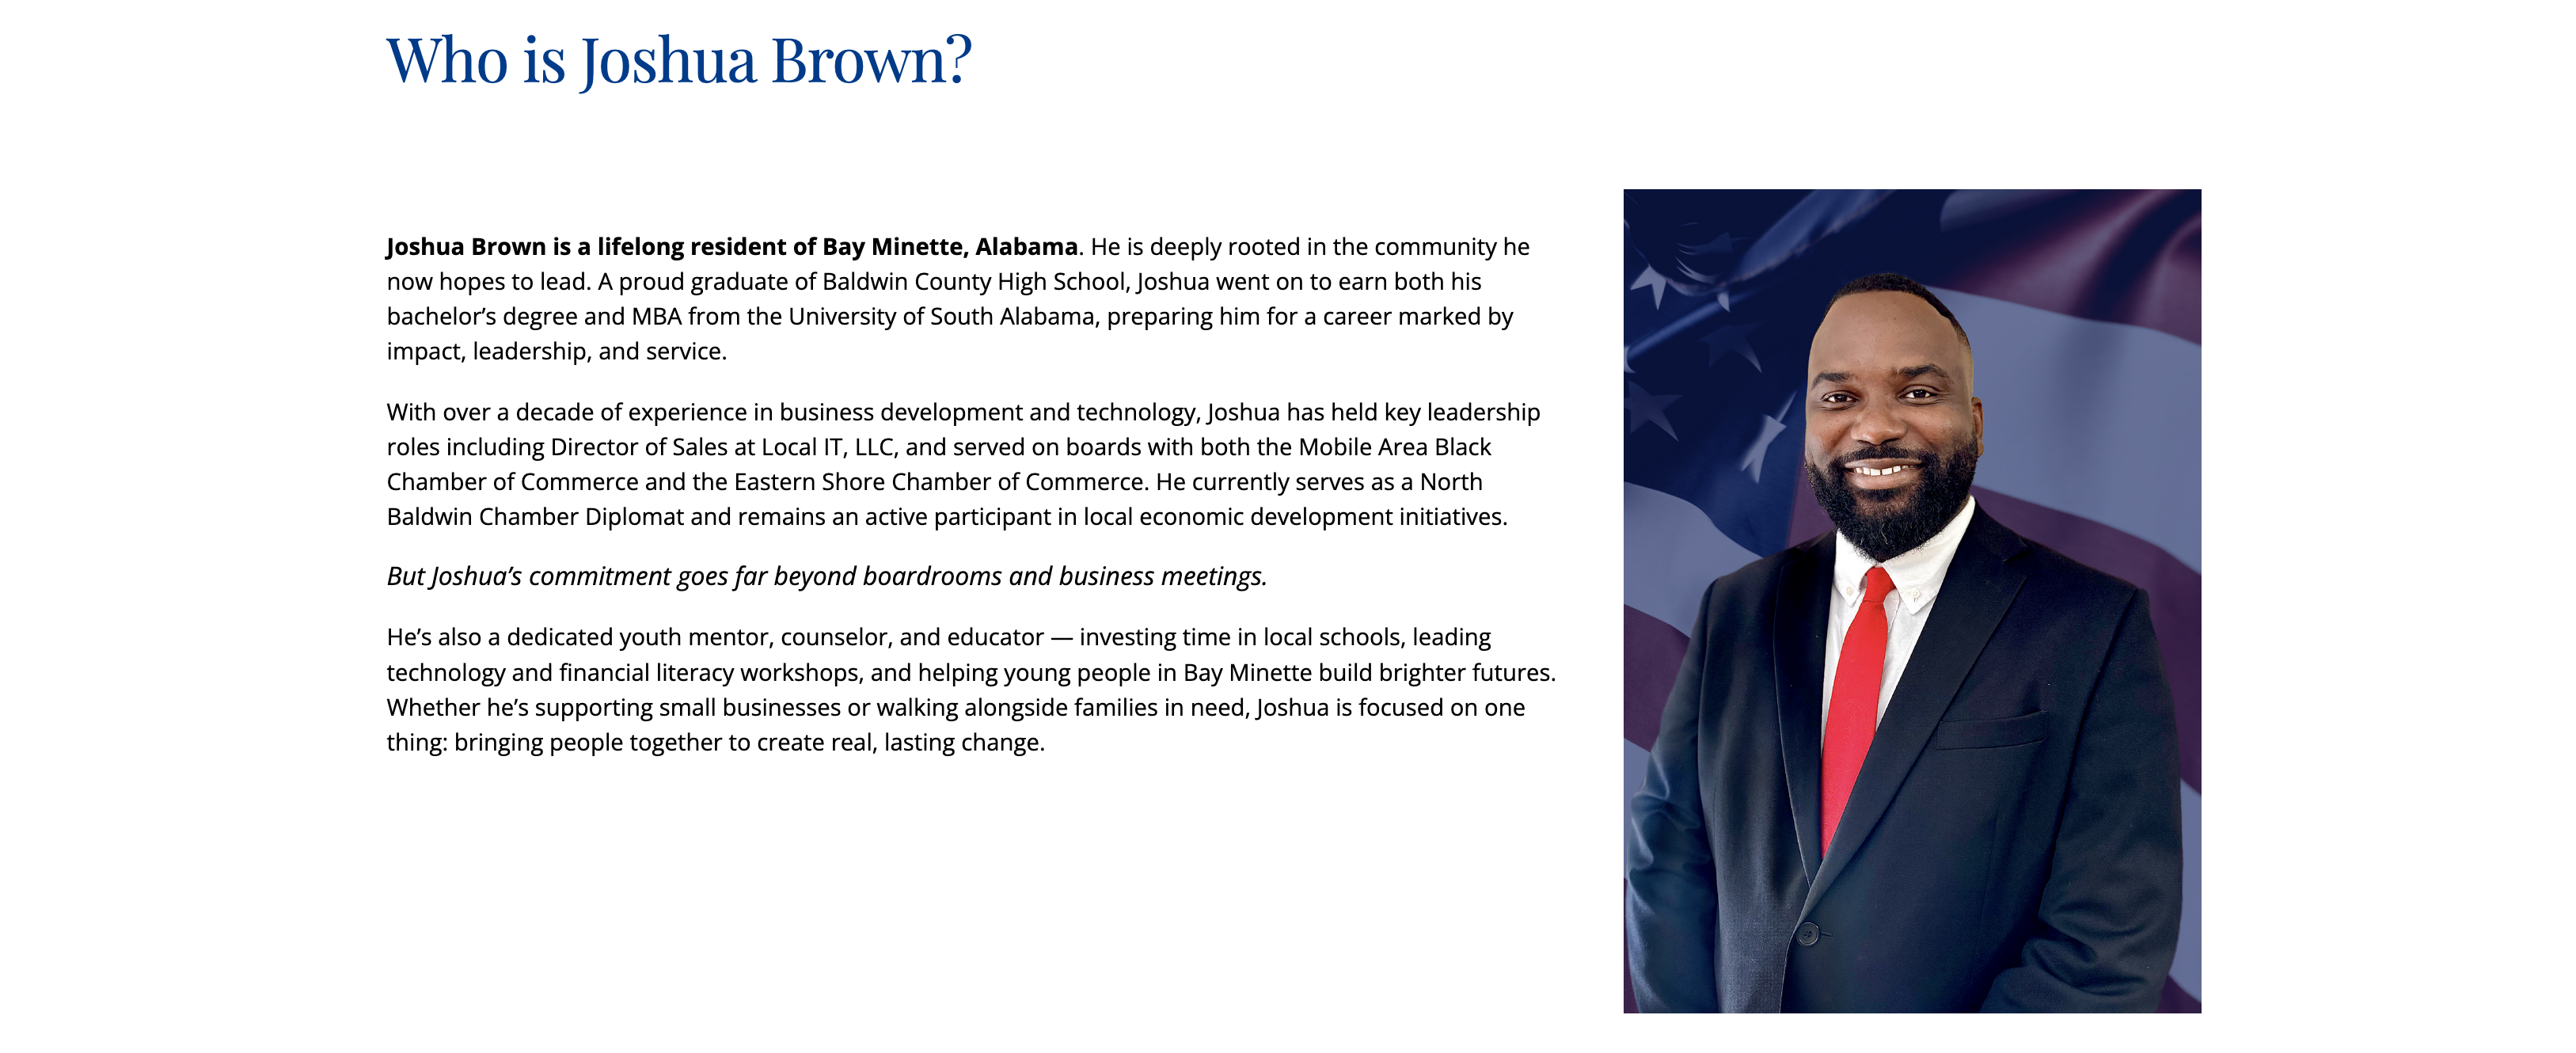 Who is Joshua Brown?
Joshua Brown is a lifelong resident of Bay Minette, Alabama. He is deeply rooted in the community he
now hopes to lead. A proud graduate of Baldwin County High School, Joshua went on to earn both his
bachelor’s degree and MBA from the University of South Alabama, preparing him for a career marked by
impact, leadership, and service.
With over a decade of experience in business development and technology, Joshua has held key leadership
roles including Director of Sales at Local IT, LLC, and served on boards with both the Mobile Area Black
Chamber of Commerce and the Eastern Shore Chamber of Commerce. He currently serves as a North
Baldwin Chamber Diplomat and remains an active participant in local economic development initiatives.
But Joshua’s commitment goes far beyond boardrooms and business meetings.
He’s also a dedicated youth mentor, counselor, and educator — investing time in local schools, leading
technology and financial literacy workshops, and helping young people in Bay Minette build brighter futures.
Whether he’s supporting small businesses or walking alongside families in need, Joshua is focused on one
thing: bringing people together to create real, lasting change.